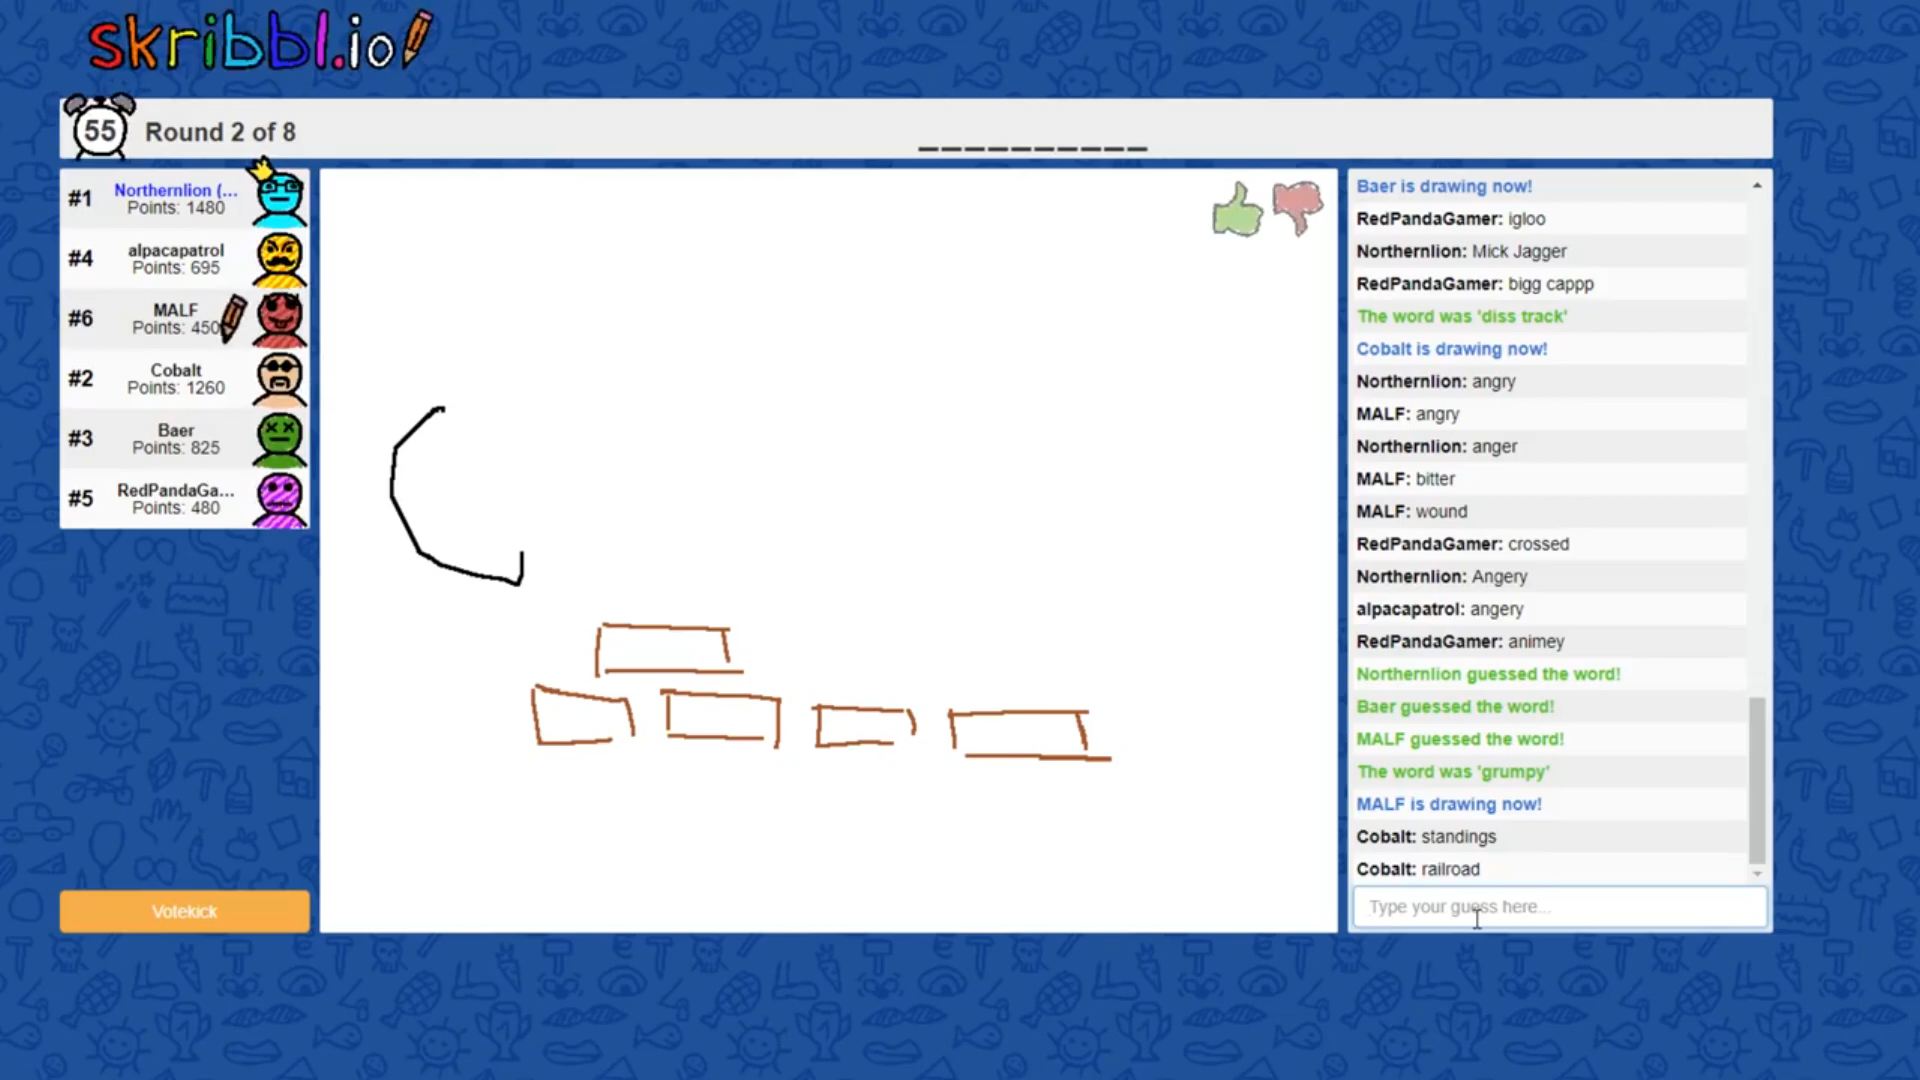 skribbl.io
55
Round 2 of 8
__________
#1
Northernlion (...
Points: 1480
#4
alpacapatrol
Points: 695
#6
MALF
Points: 450
#2
Cobalt
Points: 1260
#3
Baer
Points: 825
#5
RedPandaGa...
Points: 480
Votekick
Baer is drawing now!
RedPandaGamer: igloo
Northernlion: Mick Jagger
RedPandaGamer: bigg cappp
The word was 'diss track'
Cobalt is drawing now!
Northernlion: angry
MALF: angry
Northernlion: anger
MALF: bitter
MALF: wound
RedPandaGamer: crossed
Northernlion: Angery
alpacapatrol: angery
RedPandaGamer: animey
Northernlion guessed the word!
Baer guessed the word!
MALF guessed the word!
The word was 'grumpy'
MALF is drawing now!
Cobalt: standings
Cobalt: railroad
Type your guess here...